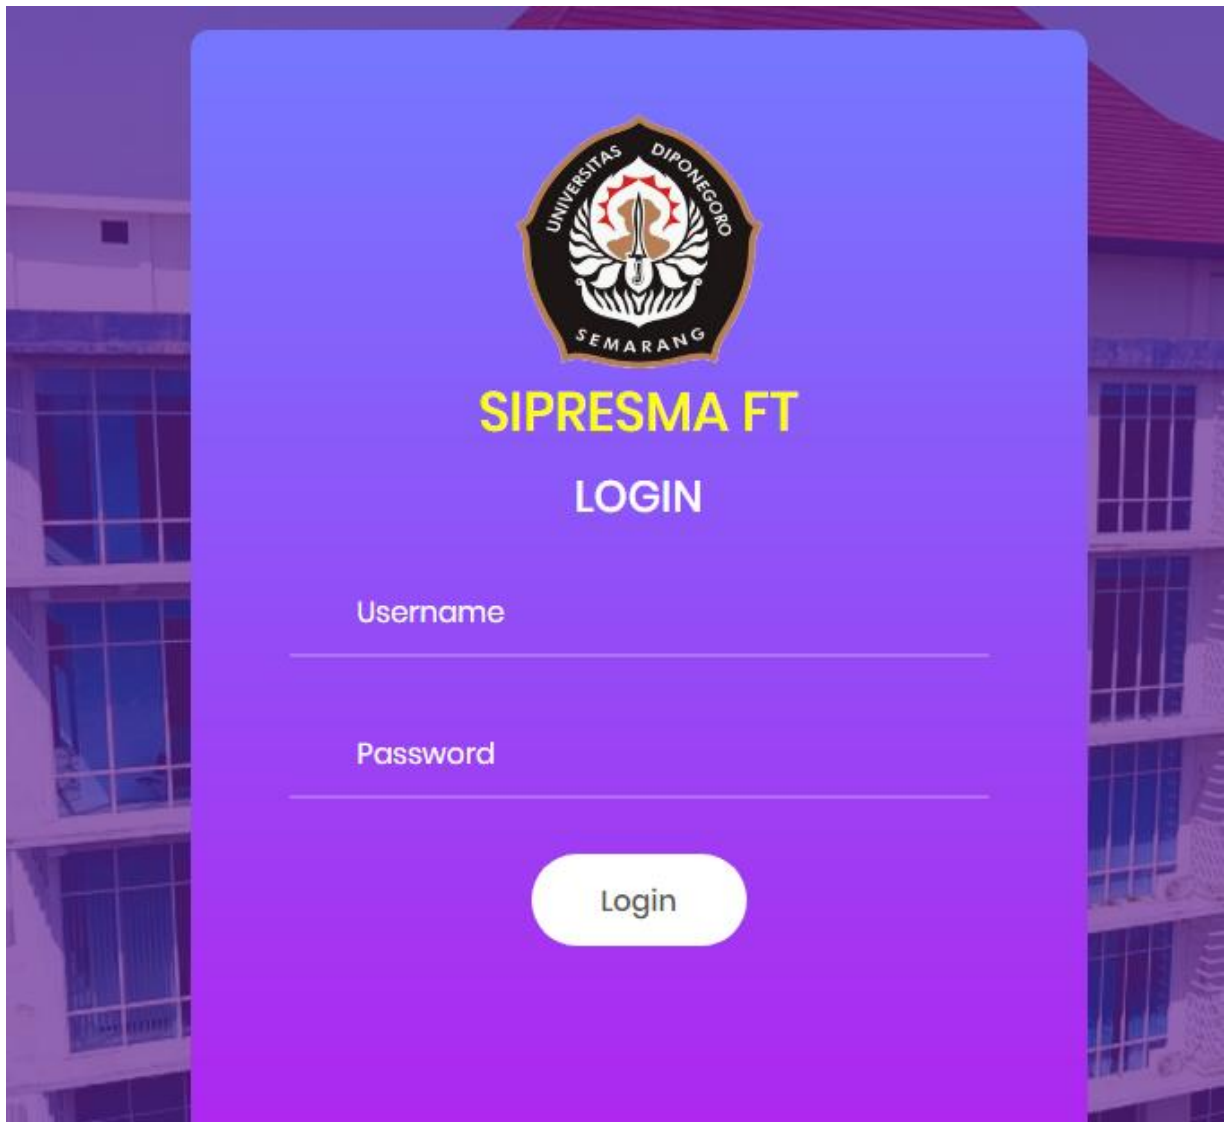 UNIVERSITAS DIPONEGORO
SEMARANG
SIPRESMA FT
LOGIN
Username
Password
Login